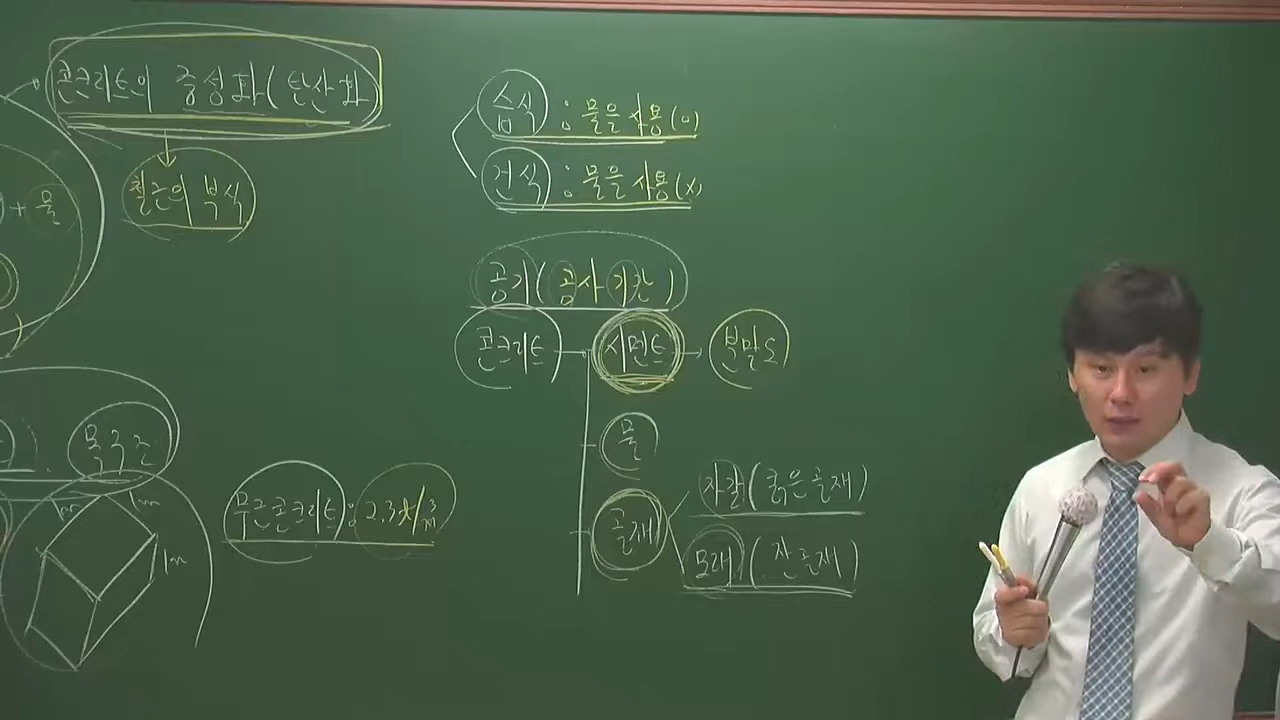 콘크리트의 중성화(탄산화
철근의 부식
+ 물
습식 : 물을 사용(o)
건식 : 물을 사용(x)
공기(공사기간)
콘크리트
시멘트
분말도
물
골재
자갈(굵은골재)
모래(잔골재)
목구조
1m
1m
1m
무근콘크리트 : 2.3t/m³